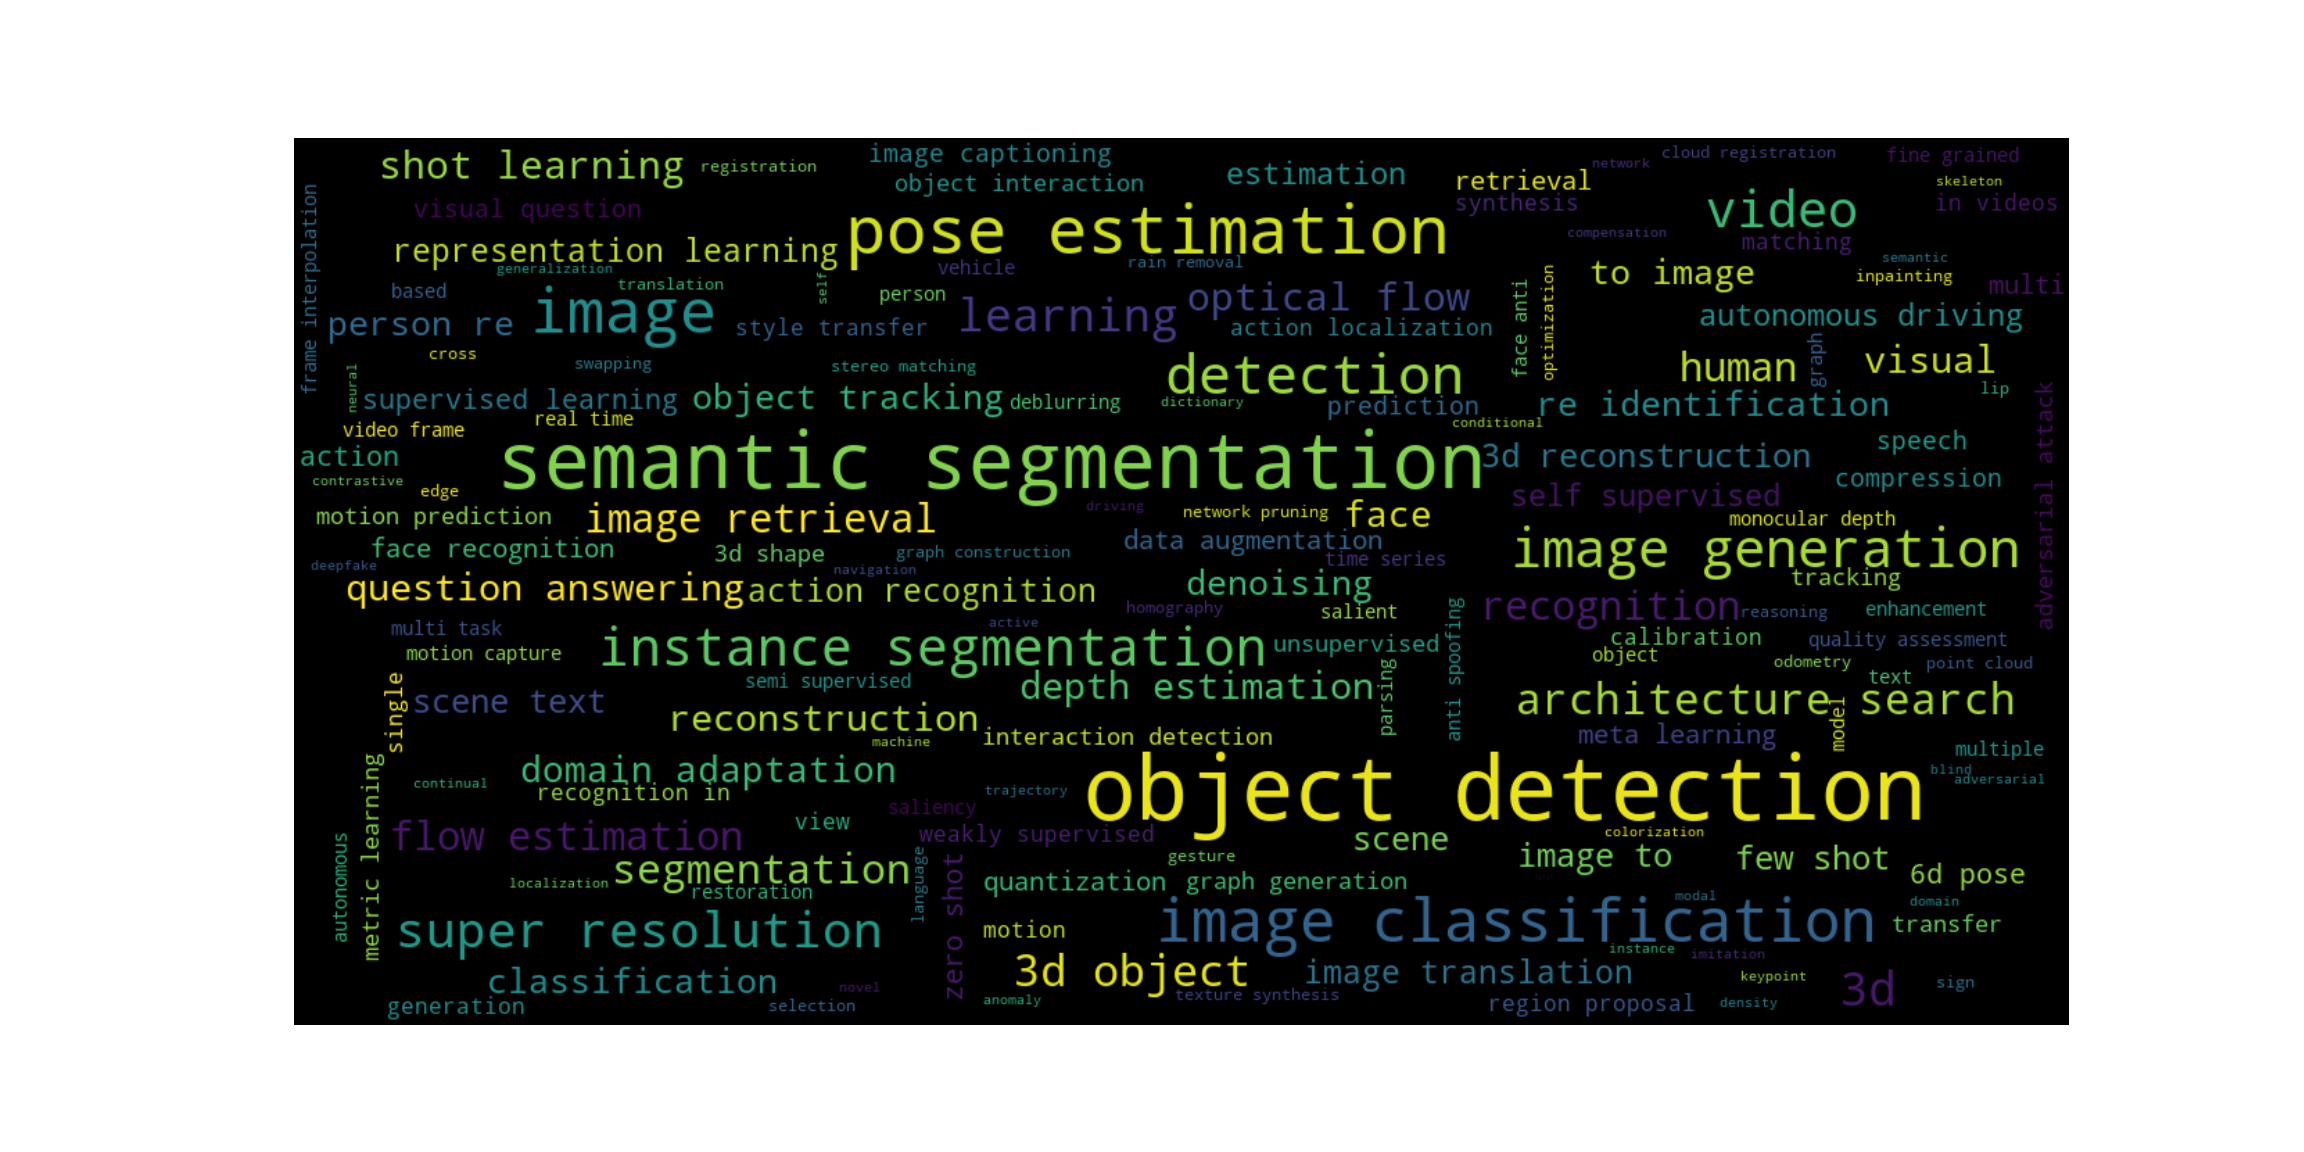 shot learning
registration
image captioning
object interaction
estimation
retrieval
synthesis
network
cloud registration
fine grained
skeleton
in videos
frame interpolation
visual question
pose estimation
video
compensation
matching
representation learning
generalization
translation
self
vehicle
rain removal
face anti
optimization
to image
semantic
inpainting
multi
based
person re
image
style transfer
person
learning
optical flow
action localization
autonomous driving
cross
swapping
stereo matching
detection
human
graph
visual
lip
neural
supervised learning
object tracking
deblurring
dictionary
prediction
re identification
adversarial attack
real time
video frame
conditional
action
contrastive
semantic segmentation
3d reconstruction
speech
compression
edge
self supervised
motion prediction
image retrieval
driving
network pruning
face
monocular depth
face recognition
3d shape
graph construction
data augmentation
time series
image generation
deepfake
navigation
tracking
question answering
action recognition
denoising
homography
salient
recognition
reasoning
enhancement
multi task
motion capture
active
instance segmentation
unsupervised
anti spoofing
calibration
quality assessment
object
odometry
point cloud
semi supervised
depth estimation
parsing
text
single
scene text
reconstruction
architecture search
model
machine
interaction detection
meta learning
multiple
metric learning
domain adaptation
continual
recognition in
trajectory
object detection
blind
adversarial
saliency
flow estimation
view
weakly supervised
scene
colorization
autonomous
segmentation
localization
restoration
language
zero shot
gesture
quantization
graph generation
image to
few shot
6d pose
super resolution
motion
image classification
modal
domain
transfer
instance
imitation
classification
novel
3d object
image translation
keypoint
3d
sign
generation
selection
anomaly
texture synthesis
region proposal
density